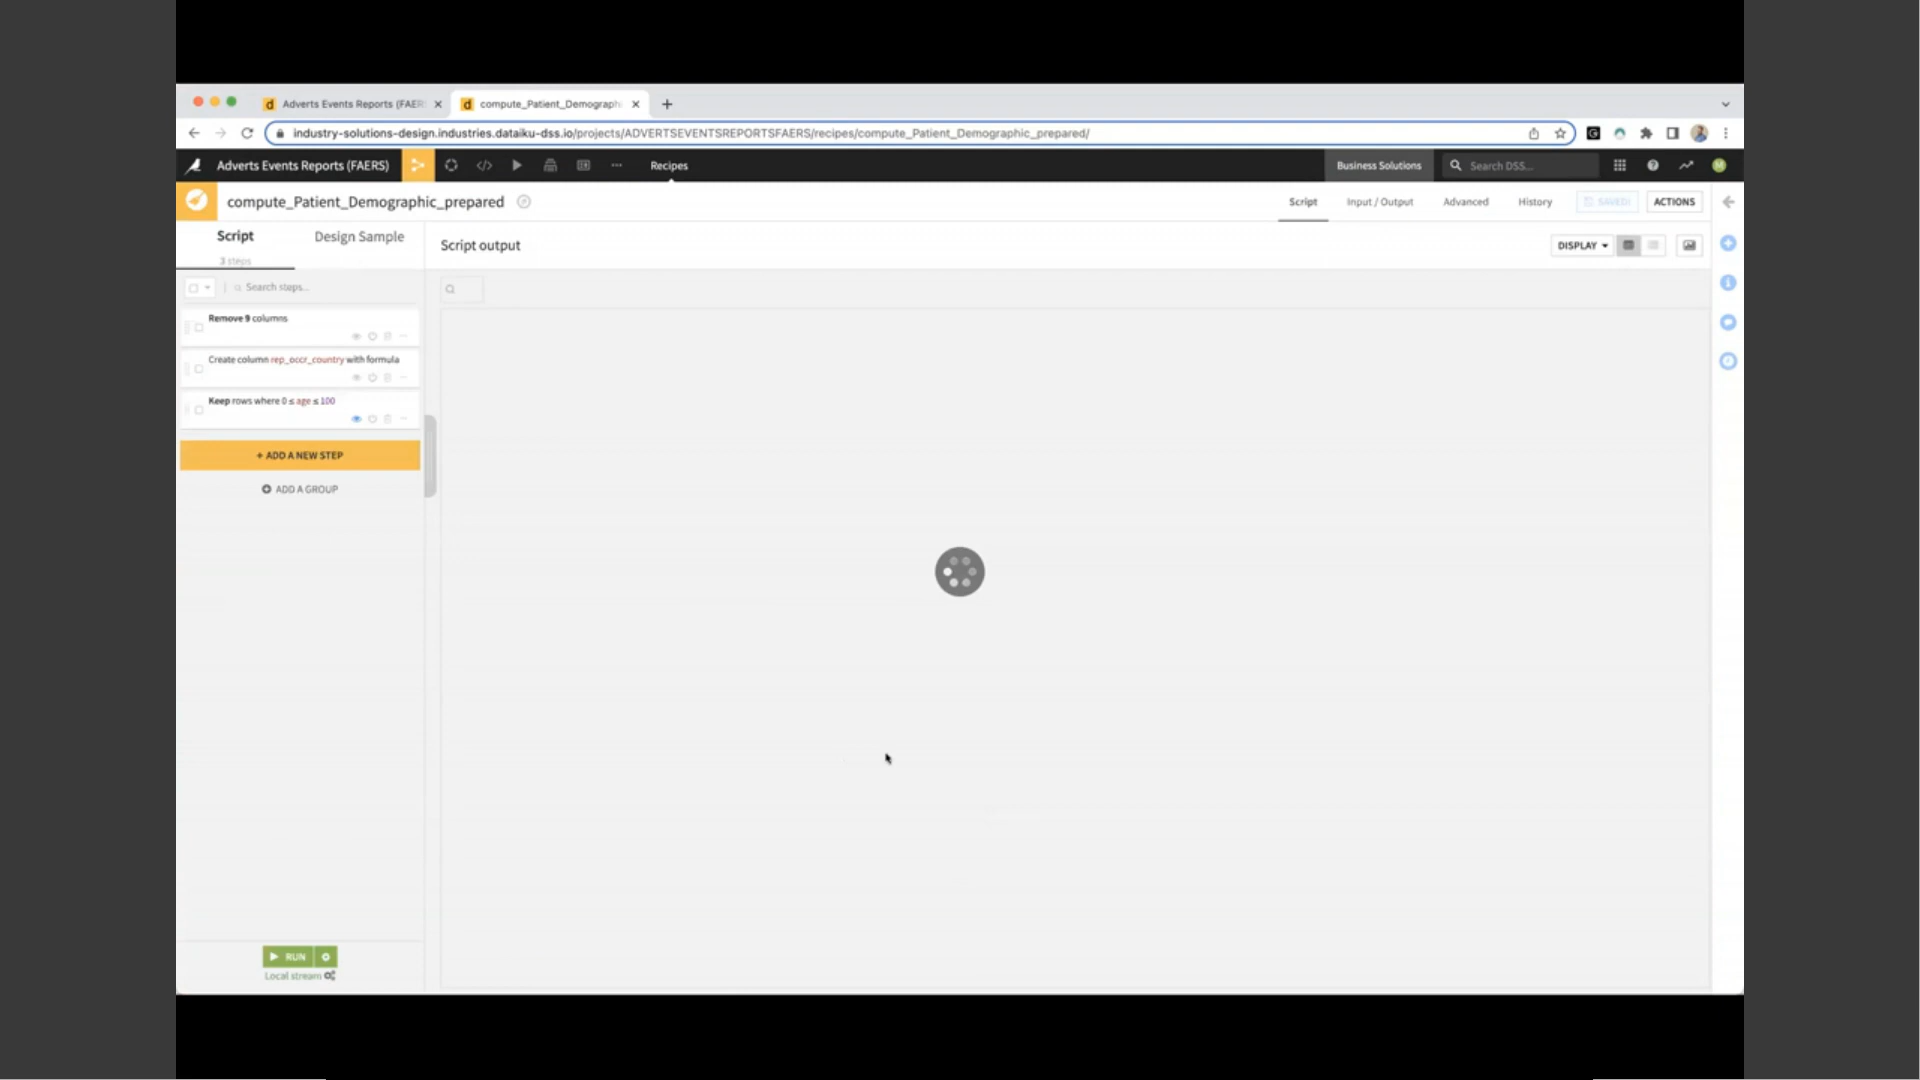 Adverts Events Reports (FAER
compute_Patient_Demograph
industry-solutions-design.industries.dataiku-dss.io/projects/ADVERTSEVENTSREPORTSFAERS/recipes/compute_Patient_Demographic_prepared/
Adverts Events Reports (FAERS)
Recipes
Business Solutions
Search DSS...
M
compute_Patient_Demographic_prepared
Script
Input / Output
Advanced
History
SAVED!
ACTIONS
Script
Design Sample
3 steps
Script output
DISPLAY
Search steps...
Remove 9 columns
Create column rep_occr_country with formula
Keep rows where 0 ≤ age ≤ 100
+ ADD A NEW STEP
ADD A GROUP
RUN
Local stream